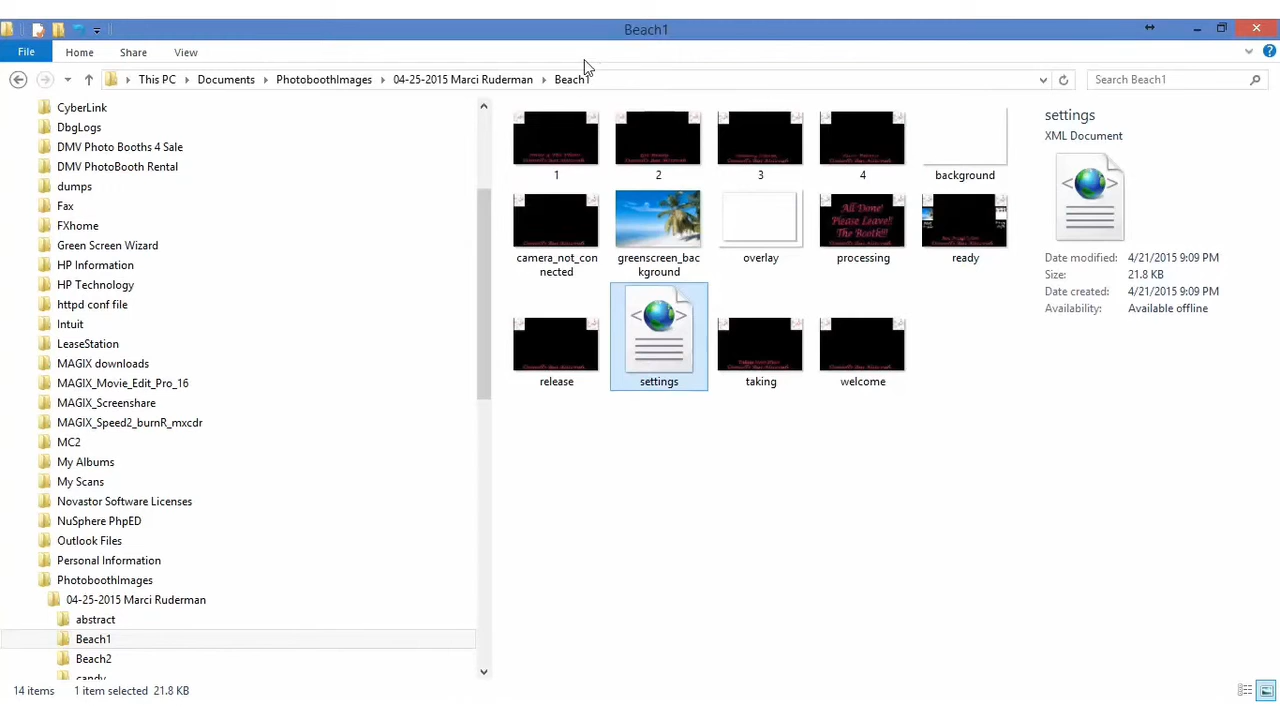 Beach1
File
Home
Share
View
This PC
Documents
PhotoboothImages
04-25-2015 Marci Ruderman
Beach1
Search Beach1
CyberLink
DbgLogs
DMV Photo Booths 4 Sale
DMV PhotoBooth Rental
dumps
Fax
FXhome
Green Screen Wizard
HP Information
HP Technology
httpd conf file
Intuit
LeaseStation
MAGIX downloads
MAGIX_Movie_Edit_Pro_16
MAGIX_Screenshare
MAGIX_Speed2_burnR_mxcdr
MC2
My Albums
My Scans
Novastor Software Licenses
NuSphere PhpED
Outlook Files
Personal Information
PhotoboothImages
04-25-2015 Marci Ruderman
abstract
Beach1
Beach2
candy
1
2
3
4
background
camera_not_con
nected
greenscreen_bac
kground
overlay
All Done!
Please Leave!!
The Booth!!!
processing
ready
release
settings
taking
welcome
settings
XML Document
Date modified: 4/21/2015 9:09 PM
Size: 21.8 KB
Date created: 4/21/2015 9:09 PM
Availability: Available offline
14 items
1 item selected 21.8 KB